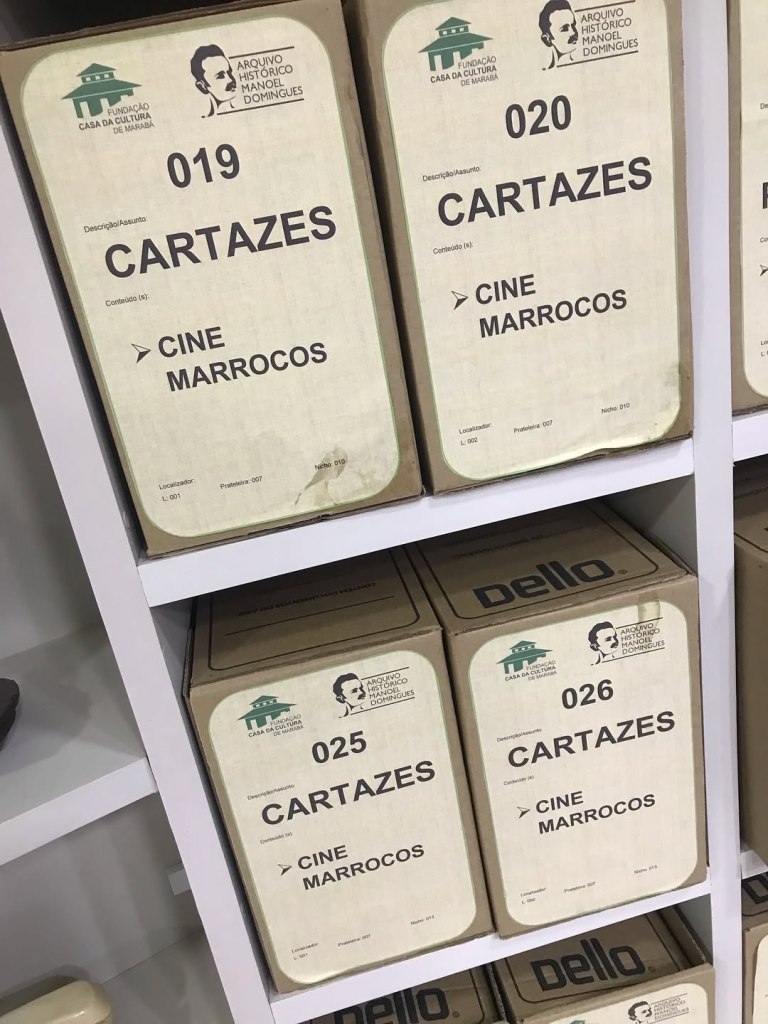 FUNDAÇÃO
CASA DA CULTURA
DE MARABÁ
ARQUIVO
HISTÓRICO
MANOEL
DOMINGUES
019
Descrição/Assunto:
CARTAZES
Conteúdo (s):
CINE
MARROCOS
Localizador:
L: 001
Prateleira: 007
Nicho: 010
FUNDAÇÃO
CASA DA CULTURA
DE MARABÁ
ARQUIVO
HISTÓRICO
MANOEL
DOMINGUES
020
Descrição/Assunto:
CARTAZES
Conteúdo (s):
CINE
MARROCOS
Localizador:
L: 002
Prateleira: 007
Nicho: 010
Dello
FUNDAÇÃO
CASA DA CULTURA
DE MARABÁ
ARQUIVO
HISTÓRICO
MANOEL
DOMINGUES
025
Descrição/Assunto:
CARTAZES
Conteúdo (s):
CINE
MARROCOS
Localizador:
L: 001
Prateleira: 007
Nicho: 013
FUNDAÇÃO
CASA DA CULTURA
DE MARABÁ
ARQUIVO
HISTÓRICO
MANOEL
DOMINGUES
026
Descrição/Assunto:
CARTAZES
Conteúdo (s):
CINE
MARROCOS
Localizador:
L: 002
Prateleira: 007
Nicho: 013
Dello
Dello
ARQUIVO
HISTÓRICO
MANOEL